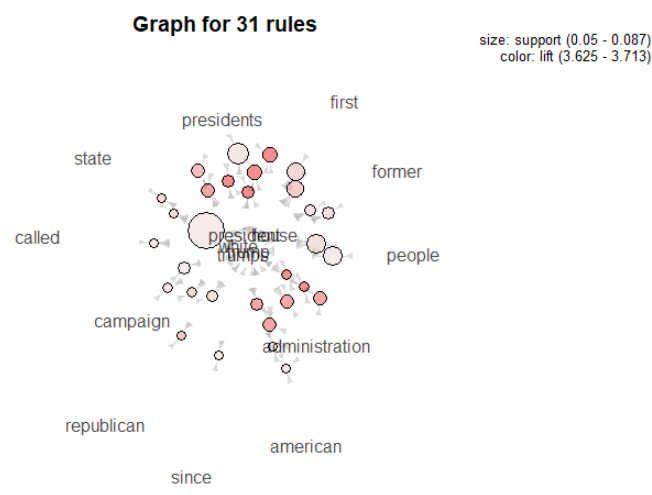 Graph for 31 rules
size: support (0.05 - 0.087)
color: lift (3.625 - 3.713)
first
presidents
state
former
called
president
house
white
people
trumps
campaign
administration
republican
american
since